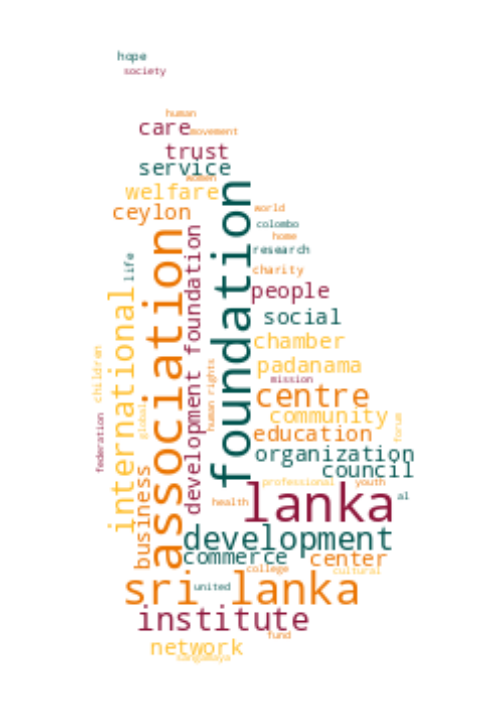 hope
society
human
care
movement
trust
service
women
welfare
ceylon
world
colombo
home
research
life
charity
people
social
chamber
padanama
mission
centre
community
education
organization
council
foundation
development foundation
association
international
children
global
human rights
federation
business
forum
professional
youth
al
health
lanka
development
commerce
center
college
cultural
united
sri lanka
institute
fund
network
sangamaya